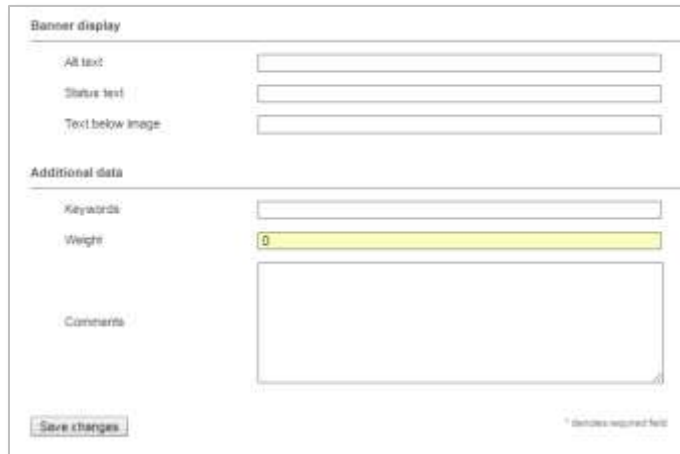 Banner display
Alt text
Status text
Text below image
Additional data
Keywords
Weight
0
Comments
Save changes
* denotes required field